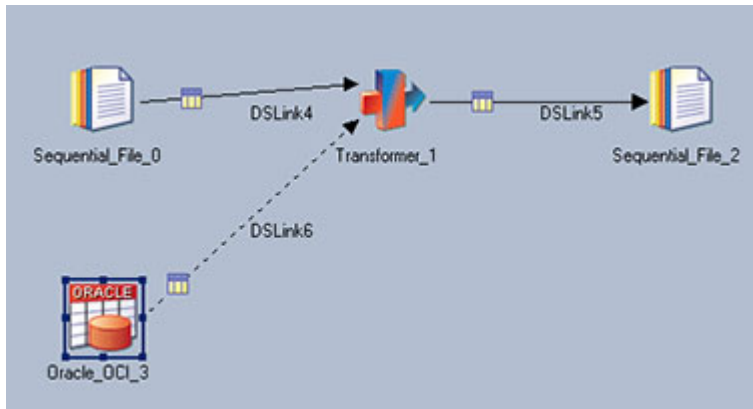 DSLink4
DSLink5
Sequential_File_0
Transformer_1
Sequential_File_2
DSLink6
ORACLE
Oracle_OCI_3